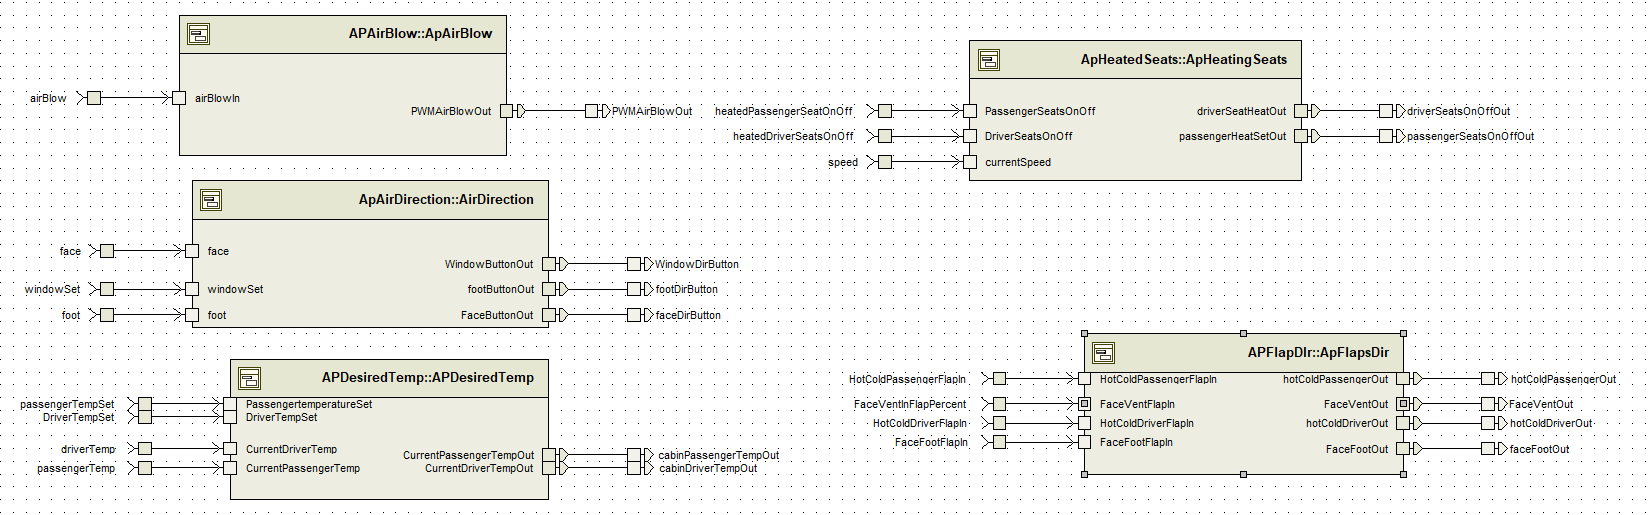 APAirBlow::ApAirBlow
airBlow
airBlowIn
PWMAirBlowOut
PWMAirBlowOut
ApHeatedSeats::ApHeatingSeats
heatedPassengerSeatOnOff
PassengerSeatsOnOff
driverSeatHeatOut
driverSeatsOnOffOut
heatedDriverSeatsOnOff
DriverSeatsOnOff
passengerHeatSetOut
passengerSeatsOnOffOut
speed
currentSpeed
ApAirDirection::AirDirection
face
face
WindowButtonOut
WindowDirButton
windowSet
windowSet
footButtonOut
footDirButton
foot
foot
FaceButtonOut
faceDirButton
APDesiredTemp::APDesiredTemp
passengerTempSet
PassengertemperatureSet
DriverTempSet
DriverTempSet
driverTemp
CurrentDriverTemp
CurrentPassengerTempOut
cabinPassengerTempOut
passengerTemp
CurrentPassengerTemp
CurrentDriverTempOut
cabinDriverTempOut
APFlapDIr::ApFlapsDir
HotColdPassengerFlapIn
HotColdPassengerFlapIn
hotColdPassengerOut
hotColdPassengerOut
FaceVentInFlapPercent
FaceVentFlapIn
FaceVentOut
FaceVentOut
HotColdDriverFlapIn
HotColdDriverFlapIn
hotColdDriverOut
hotColdDriverOut
FaceFootFlapIn
FaceFootFlapIn
FaceFootOut
faceFootOut